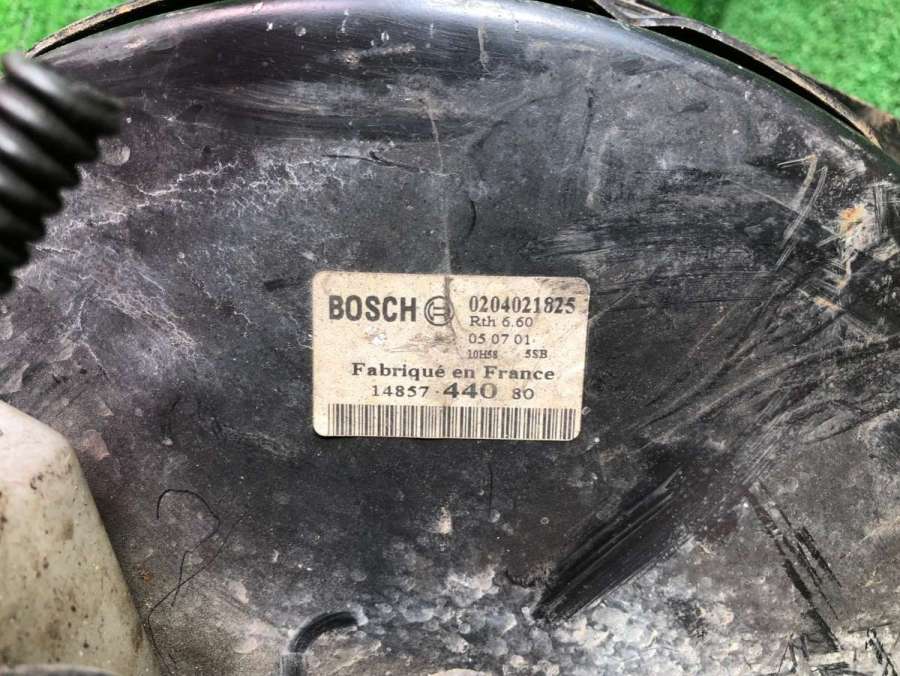 BOSCH 0204021825
Rth 6.60
05 07 01
10H58 5SB
Fabriqué en France
14857 · 440 80